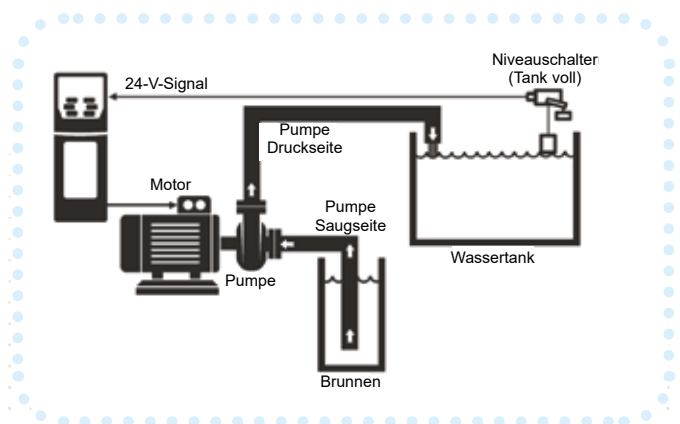 Niveauschalter
(Tank voll)
24-V-Signal
Pumpe
Druckseite
Motor
Pumpe
Saugseite
Wassertank
Pumpe
Brunnen